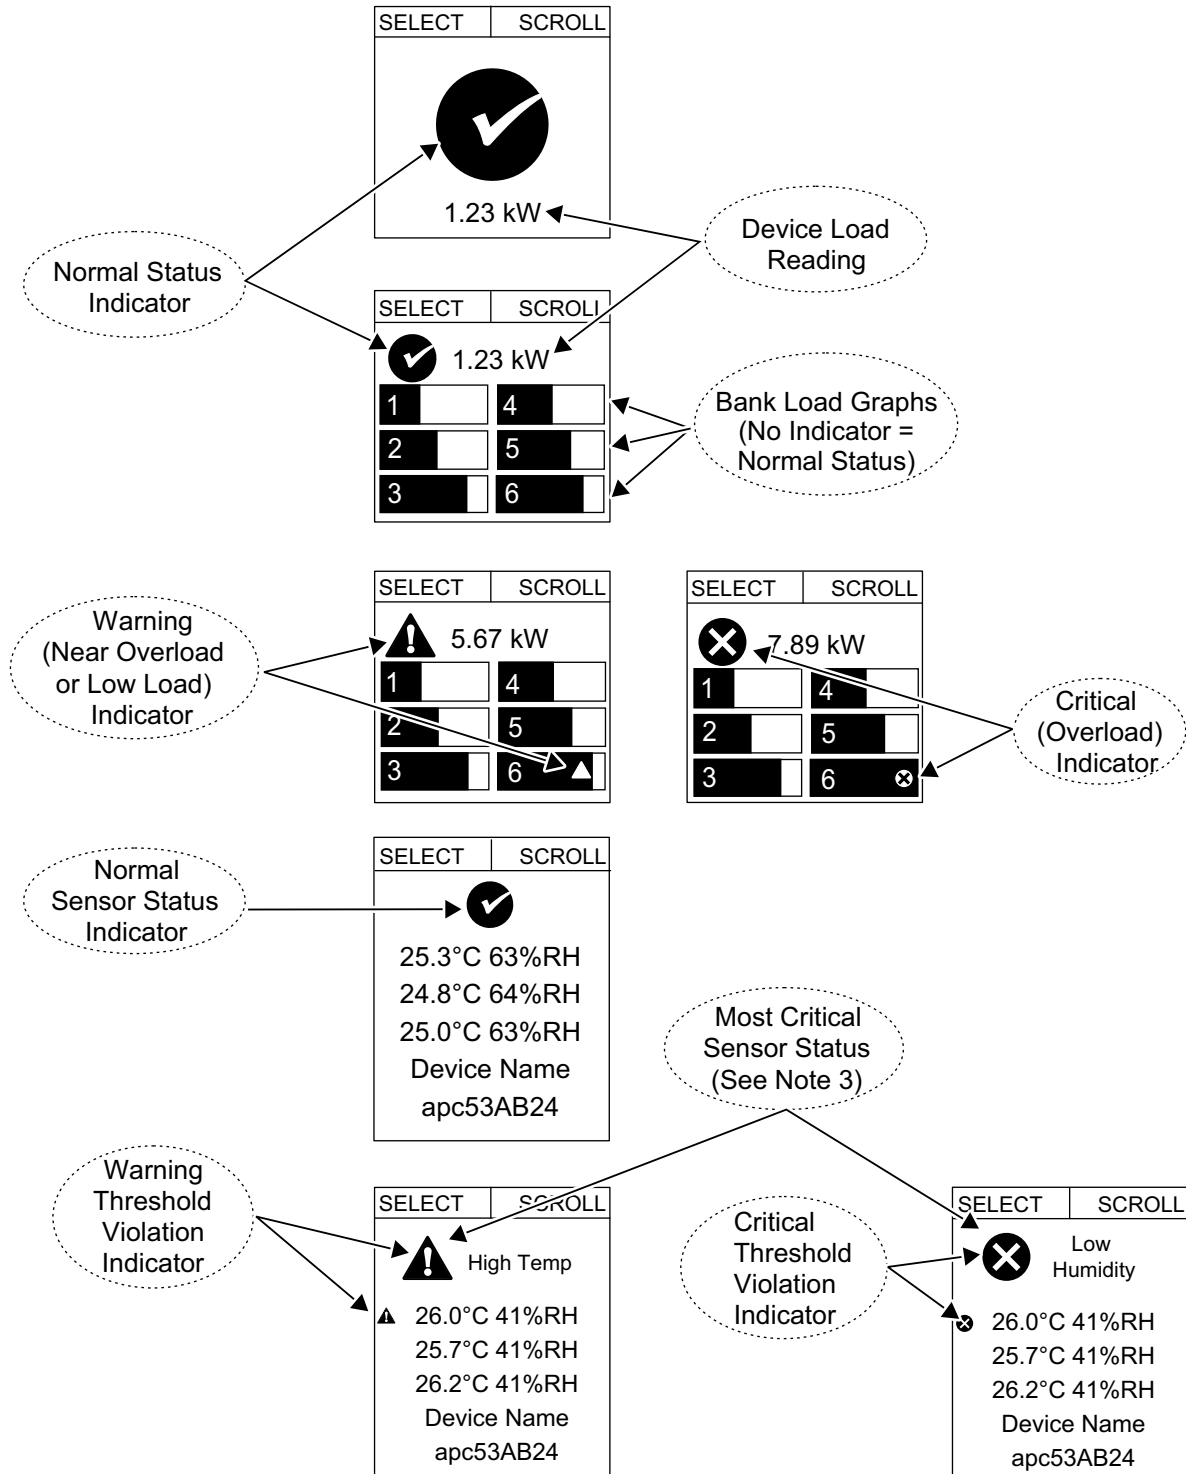 SELECT SCROLL
1.23 kW
Normal Status
Indicator
Device Load
Reading
SELECT SCROLL
1.23 kW
1 4
2 5
3 6
Bank Load Graphs
(No Indicator =
Normal Status)
Warning
(Near Overload
or Low Load)
Indicator
SELECT SCROLL
5.67 kW
1 4
2 5
3 6
SELECT SCROLL
7.89 kW
1 4
2 5
3 6
Critical
(Overload)
Indicator
Normal
Sensor Status
Indicator
SELECT SCROLL
25.3°C 63%RH
24.8°C 64%RH
25.0°C 63%RH
Device Name
apc53AB24
Most Critical
Sensor Status
(See Note 3)
Warning
Threshold
Violation
Indicator
SELECT SCROLL
High Temp
26.0°C 41%RH
25.7°C 41%RH
26.2°C 41%RH
Device Name
apc53AB24
Critical
Threshold
Violation
Indicator
SELECT SCROLL
Low
Humidity
26.0°C 41%RH
25.7°C 41%RH
26.2°C 41%RH
Device Name
apc53AB24